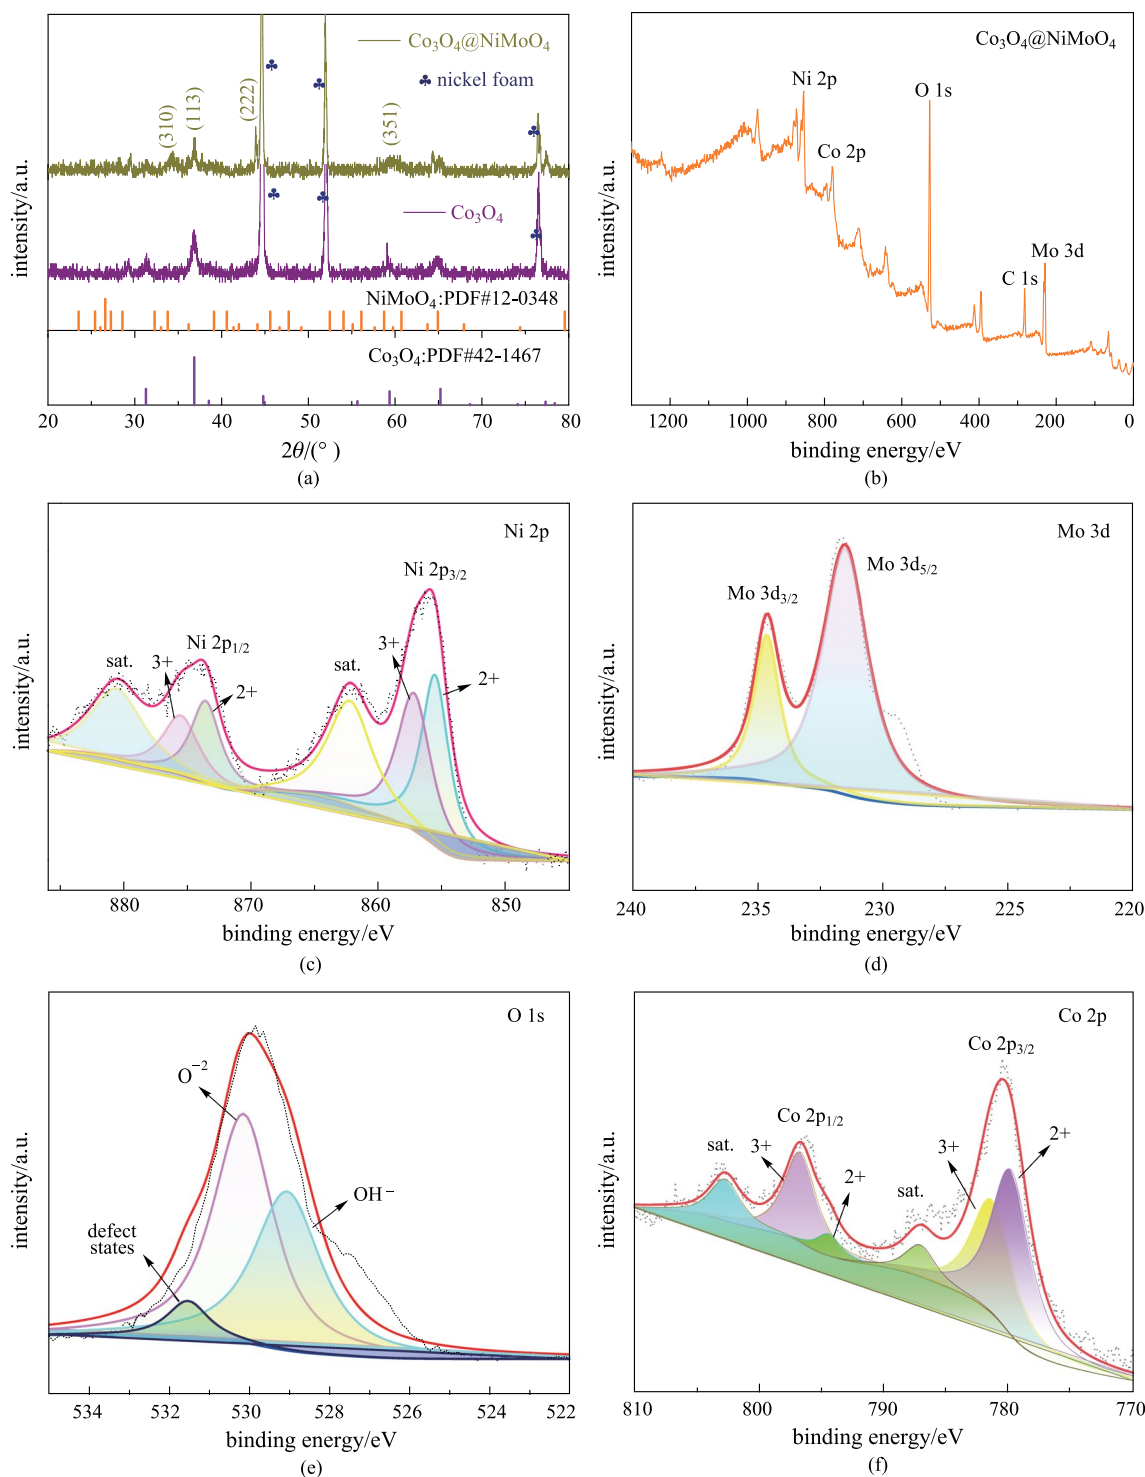 Co₃O₄@NiMoO₄
♣ nickel foam
(310)
(113)
(222)
(351)
Co₃O₄
NiMoO₄:PDF#12-0348
Co₃O₄:PDF#42-1467
intensity/a.u.
20 30 40 50 60 70 80
2θ/(° )
(a)
Co₃O₄@NiMoO₄
Ni 2p
O 1s
Co 2p
Mo 3d
C 1s
intensity/a.u.
1200 1000 800 600 400 200 0
binding energy/eV
(b)
Ni 2p
Ni 2p₃/₂
3+
2+
Ni 2p₁/₂
sat.
3+
2+
sat.
intensity/a.u.
880 870 860 850
binding energy/eV
(c)
Mo 3d
Mo 3d₅/₂
Mo 3d₃/₂
intensity/a.u.
240 235 230 225 220
binding energy/eV
(d)
O 1s
O⁻²
OH⁻
defect
states
intensity/a.u.
534 532 530 528 526 524 522
binding energy/eV
(e)
Co 2p
Co 2p₃/₂
Co 2p₁/₂
2+
3+
sat.
3+
2+
sat.
intensity/a.u.
810 800 790 780 770
binding energy/eV
(f)